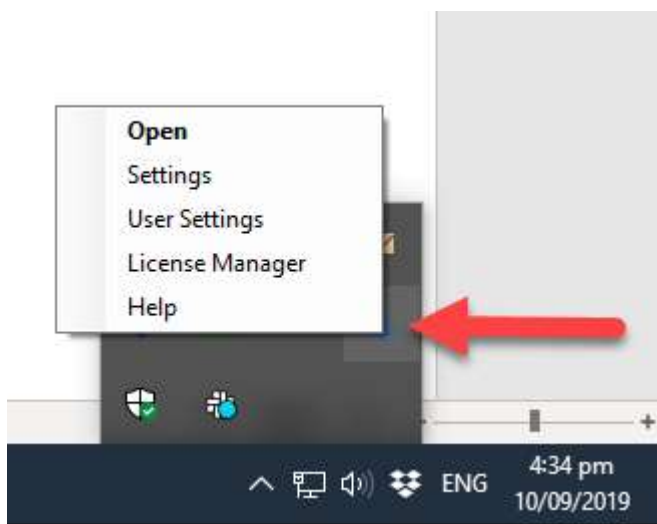 Open
Settings
User Settings
License Manager
Help
ENG
4:34 pm
10/09/2019